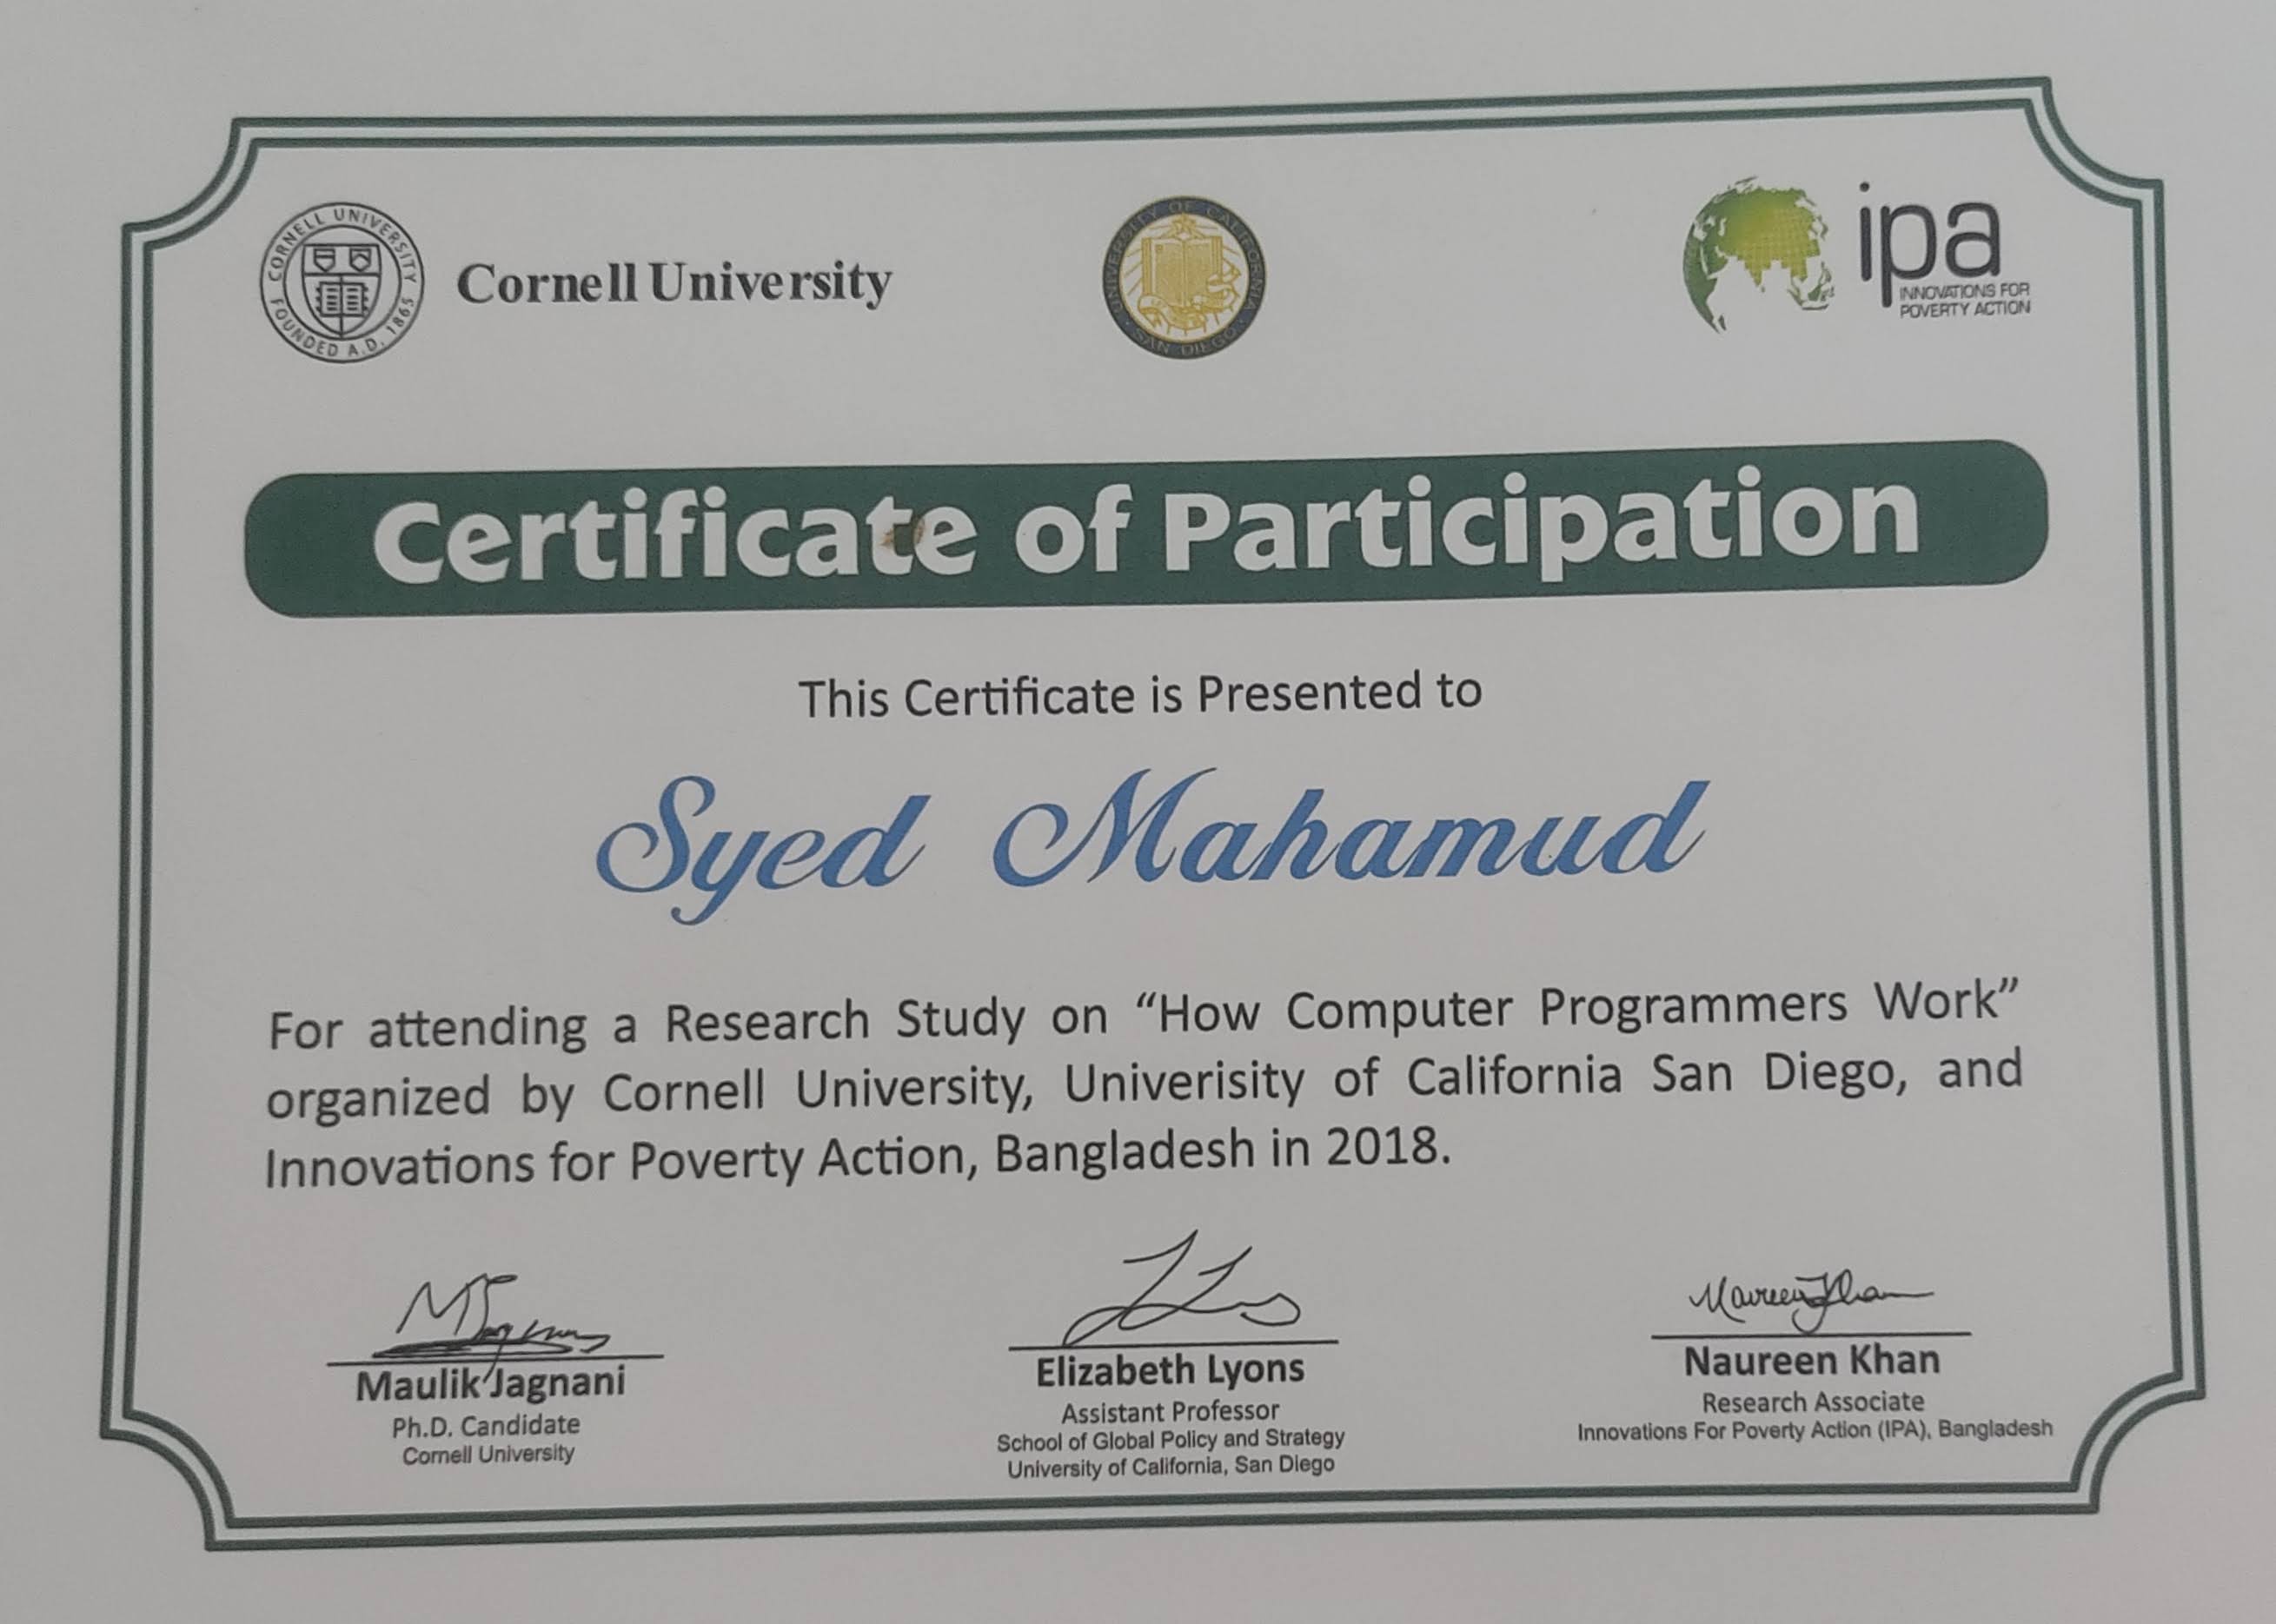 CORNELL UNIVERSITY
FOUNDED A.D. 1865
Cornell University
UNIVERSITY OF CALIFORNIA
SAN DIEGO
ipa
INNOVATIONS FOR
POVERTY ACTION
Certificate of Participation
This Certificate is Presented to
Syed Mahamud
For attending a Research Study on “How Computer Programmers Work”
organized by Cornell University, Univerisity of California San Diego, and
Innovations for Poverty Action, Bangladesh in 2018.
Naureen Khan
Maulik Jagnani
Ph.D. Candidate
Cornell University
Elizabeth Lyons
Assistant Professor
School of Global Policy and Strategy
University of California, San Diego
Naureen Khan
Research Associate
Innovations For Poverty Action (IPA), Bangladesh